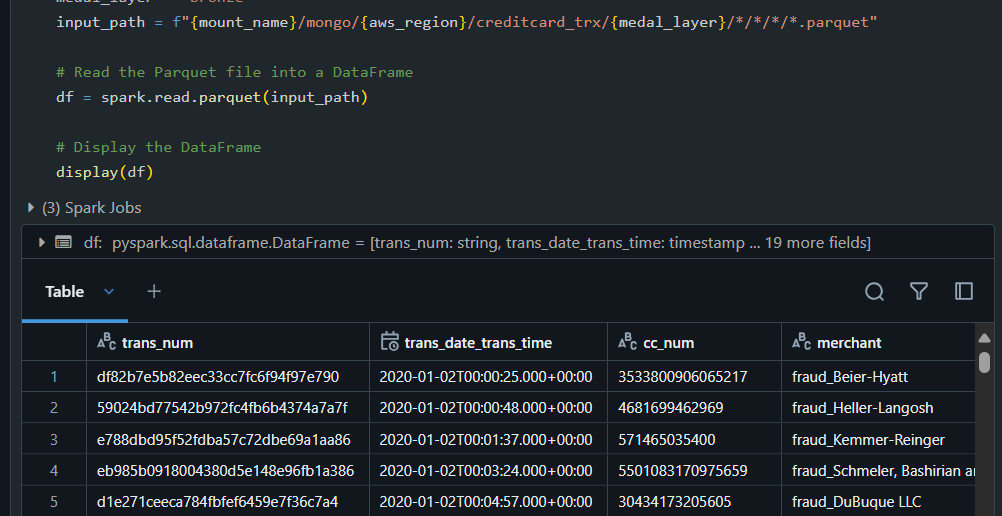 medal_layer = "bronze"
input_path = f"{mount_name}/mongo/{aws_region}/creditcard_trx/{medal_layer}/*/*/*/*.parquet"
# Read the Parquet file into a DataFrame
df = spark.read.parquet(input_path)
# Display the DataFrame
display(df)
(3) Spark Jobs
df: pyspark.sql.dataframe.DataFrame = [trans_num: string, trans_date_trans_time: timestamp ... 19 more fields]
Table
ABC trans_num trans_date_trans_time ABC cc_num ABC merchant
1 df82b7e5b82eec33cc7fc6f94f97e790 2020-01-02T00:00:25.000+00:00 3533800906065217 fraud_Beier-Hyatt
2 59024bd77542b972fc4fb6b4374a7a7f 2020-01-02T00:00:48.000+00:00 4681699462969 fraud_Heller-Langosh
3 e788dbd95f52fdba57c72dbe69a1aa86 2020-01-02T00:01:37.000+00:00 571465035400 fraud_Kemmer-Reinger
4 eb985b0918004380d5e148e96fb1a386 2020-01-02T00:03:24.000+00:00 5501083170975659 fraud_Schmeler, Bashirian a
5 d1e271ceeca784fbfef6459e7f36c7a4 2020-01-02T00:04:57.000+00:00 30434173205605 fraud_DuBuque LLC